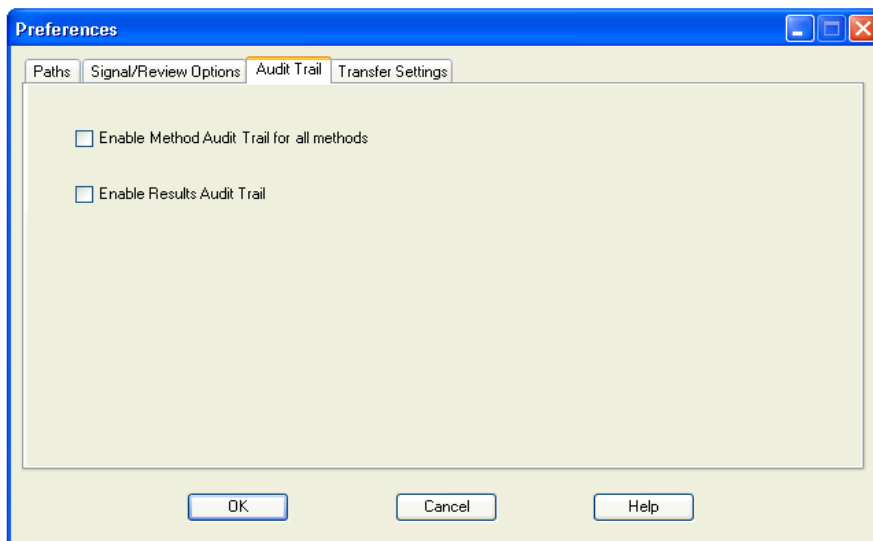 Preferences
Paths Signal/Review Options Audit Trail Transfer Settings
Enable Method Audit Trail for all methods
Enable Results Audit Trail
OK Cancel Help